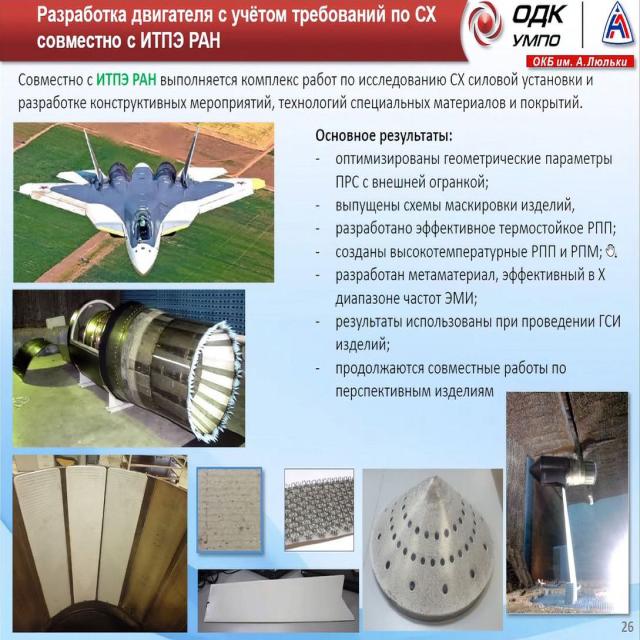 Разработка двигателя с учётом требований по СХ
совместно с ИТПЭ РАН
ОДК
УМПО
ОКБ им. А.Люльки
Совместно с ИТПЭ РАН выполняется комплекс работ по исследованию СХ силовой установки и
разработке конструктивных мероприятий, технологий специальных материалов и покрытий.
Основное результаты:
- оптимизированы геометрические параметры
ПРС с внешней огранкой;
- выпущены схемы маскировки изделий,
- разработано эффективное термостойкое РПП;
- созданы высокотемпературные РПП и РПМ;
- разработан метаматериал, эффективный в X
диапазоне частот ЭМИ;
- результаты использованы при проведении ГСИ
изделий;
- продолжаются совместные работы по
перспективным изделиям
26